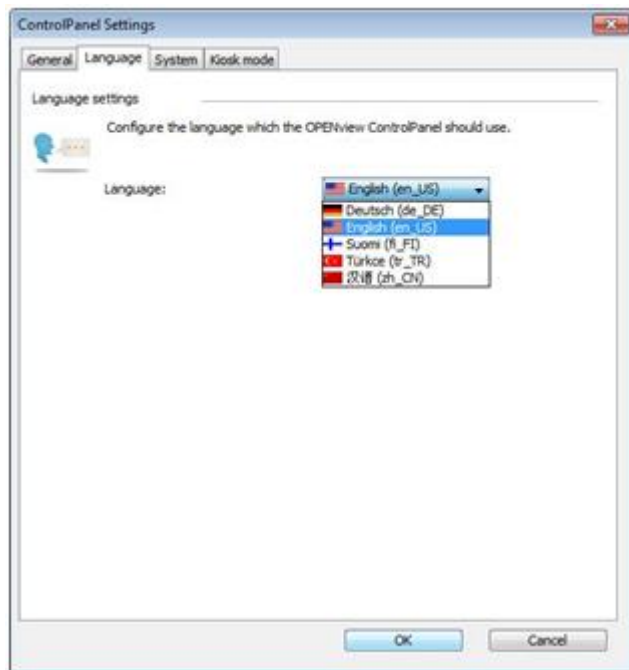 ControlPanel Settings
General Language System Kiosk mode
Language settings
Configure the language which the OPENview ControlPanel should use.
Language: English (en_US)
Deutsch (de_DE)
English (en_US)
Suomi (fi_FI)
Türkce (tr_TR)
汉语 (zh_CN)
OK Cancel